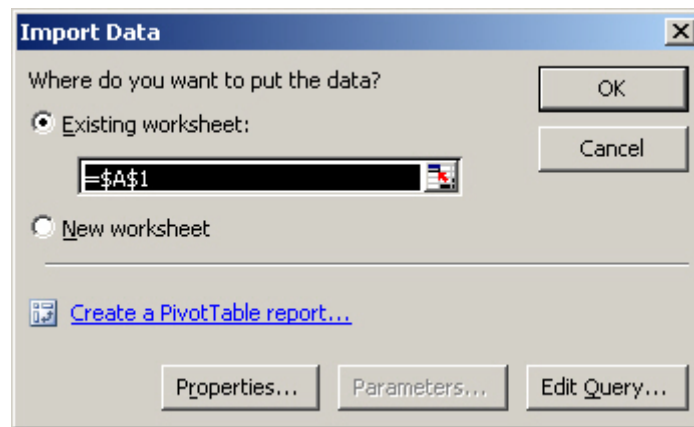 Import Data
Where do you want to put the data?
OK
Existing worksheet:
Cancel
=$A$1
New worksheet
Create a PivotTable report...
Properties... Parameters... Edit Query...